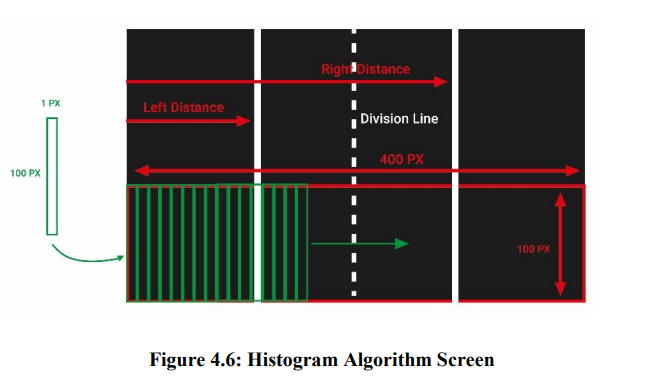 Right Distance
1 PX
Left Distance
Division Line
400 PX
100 PX
100 PX
Figure 4.6: Histogram Algorithm Screen